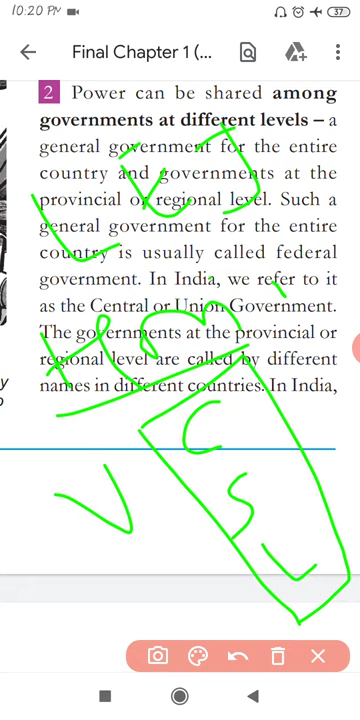 10:20 PM
37
Final Chapter 1 (...
2 Power can be shared among
governments at different levels – a
general government for the entire
country and governments at the
provincial or regional level. Such a
general government for the entire
country is usually called federal
government. In India, we refer to it
as the Central or Union Government.
The governments at the provincial or
regional level are called by different
names in different countries. In India,
y
o
L E J
V
C
S
L